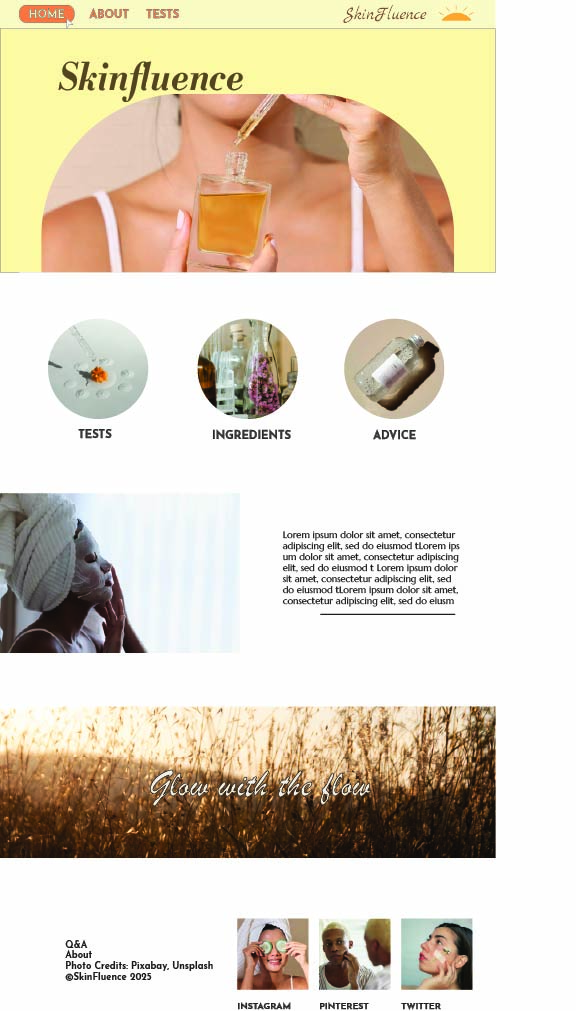 HOME ABOUT TESTS SkinFluence
Skinfluence
TESTS INGREDIENTS ADVICE
Lorem ipsum dolor sit amet, consectetur
adipiscing elit, sed do eiusmod tLorem ips
um dolor sit amet, consectetur adipiscing
elit, sed do eiusmod t Lorem ipsum dolor
sit amet, consectetur adipiscing elit, sed
do eiusmod tLorem ipsum dolor sit amet,
consectetur adipiscing elit, sed do eiusm
Glow with the flow
Q&A
About
Photo Credits: Pixabay, Unsplash
©SkinFluence 2025
INSTAGRAM PINTEREST TWITTER